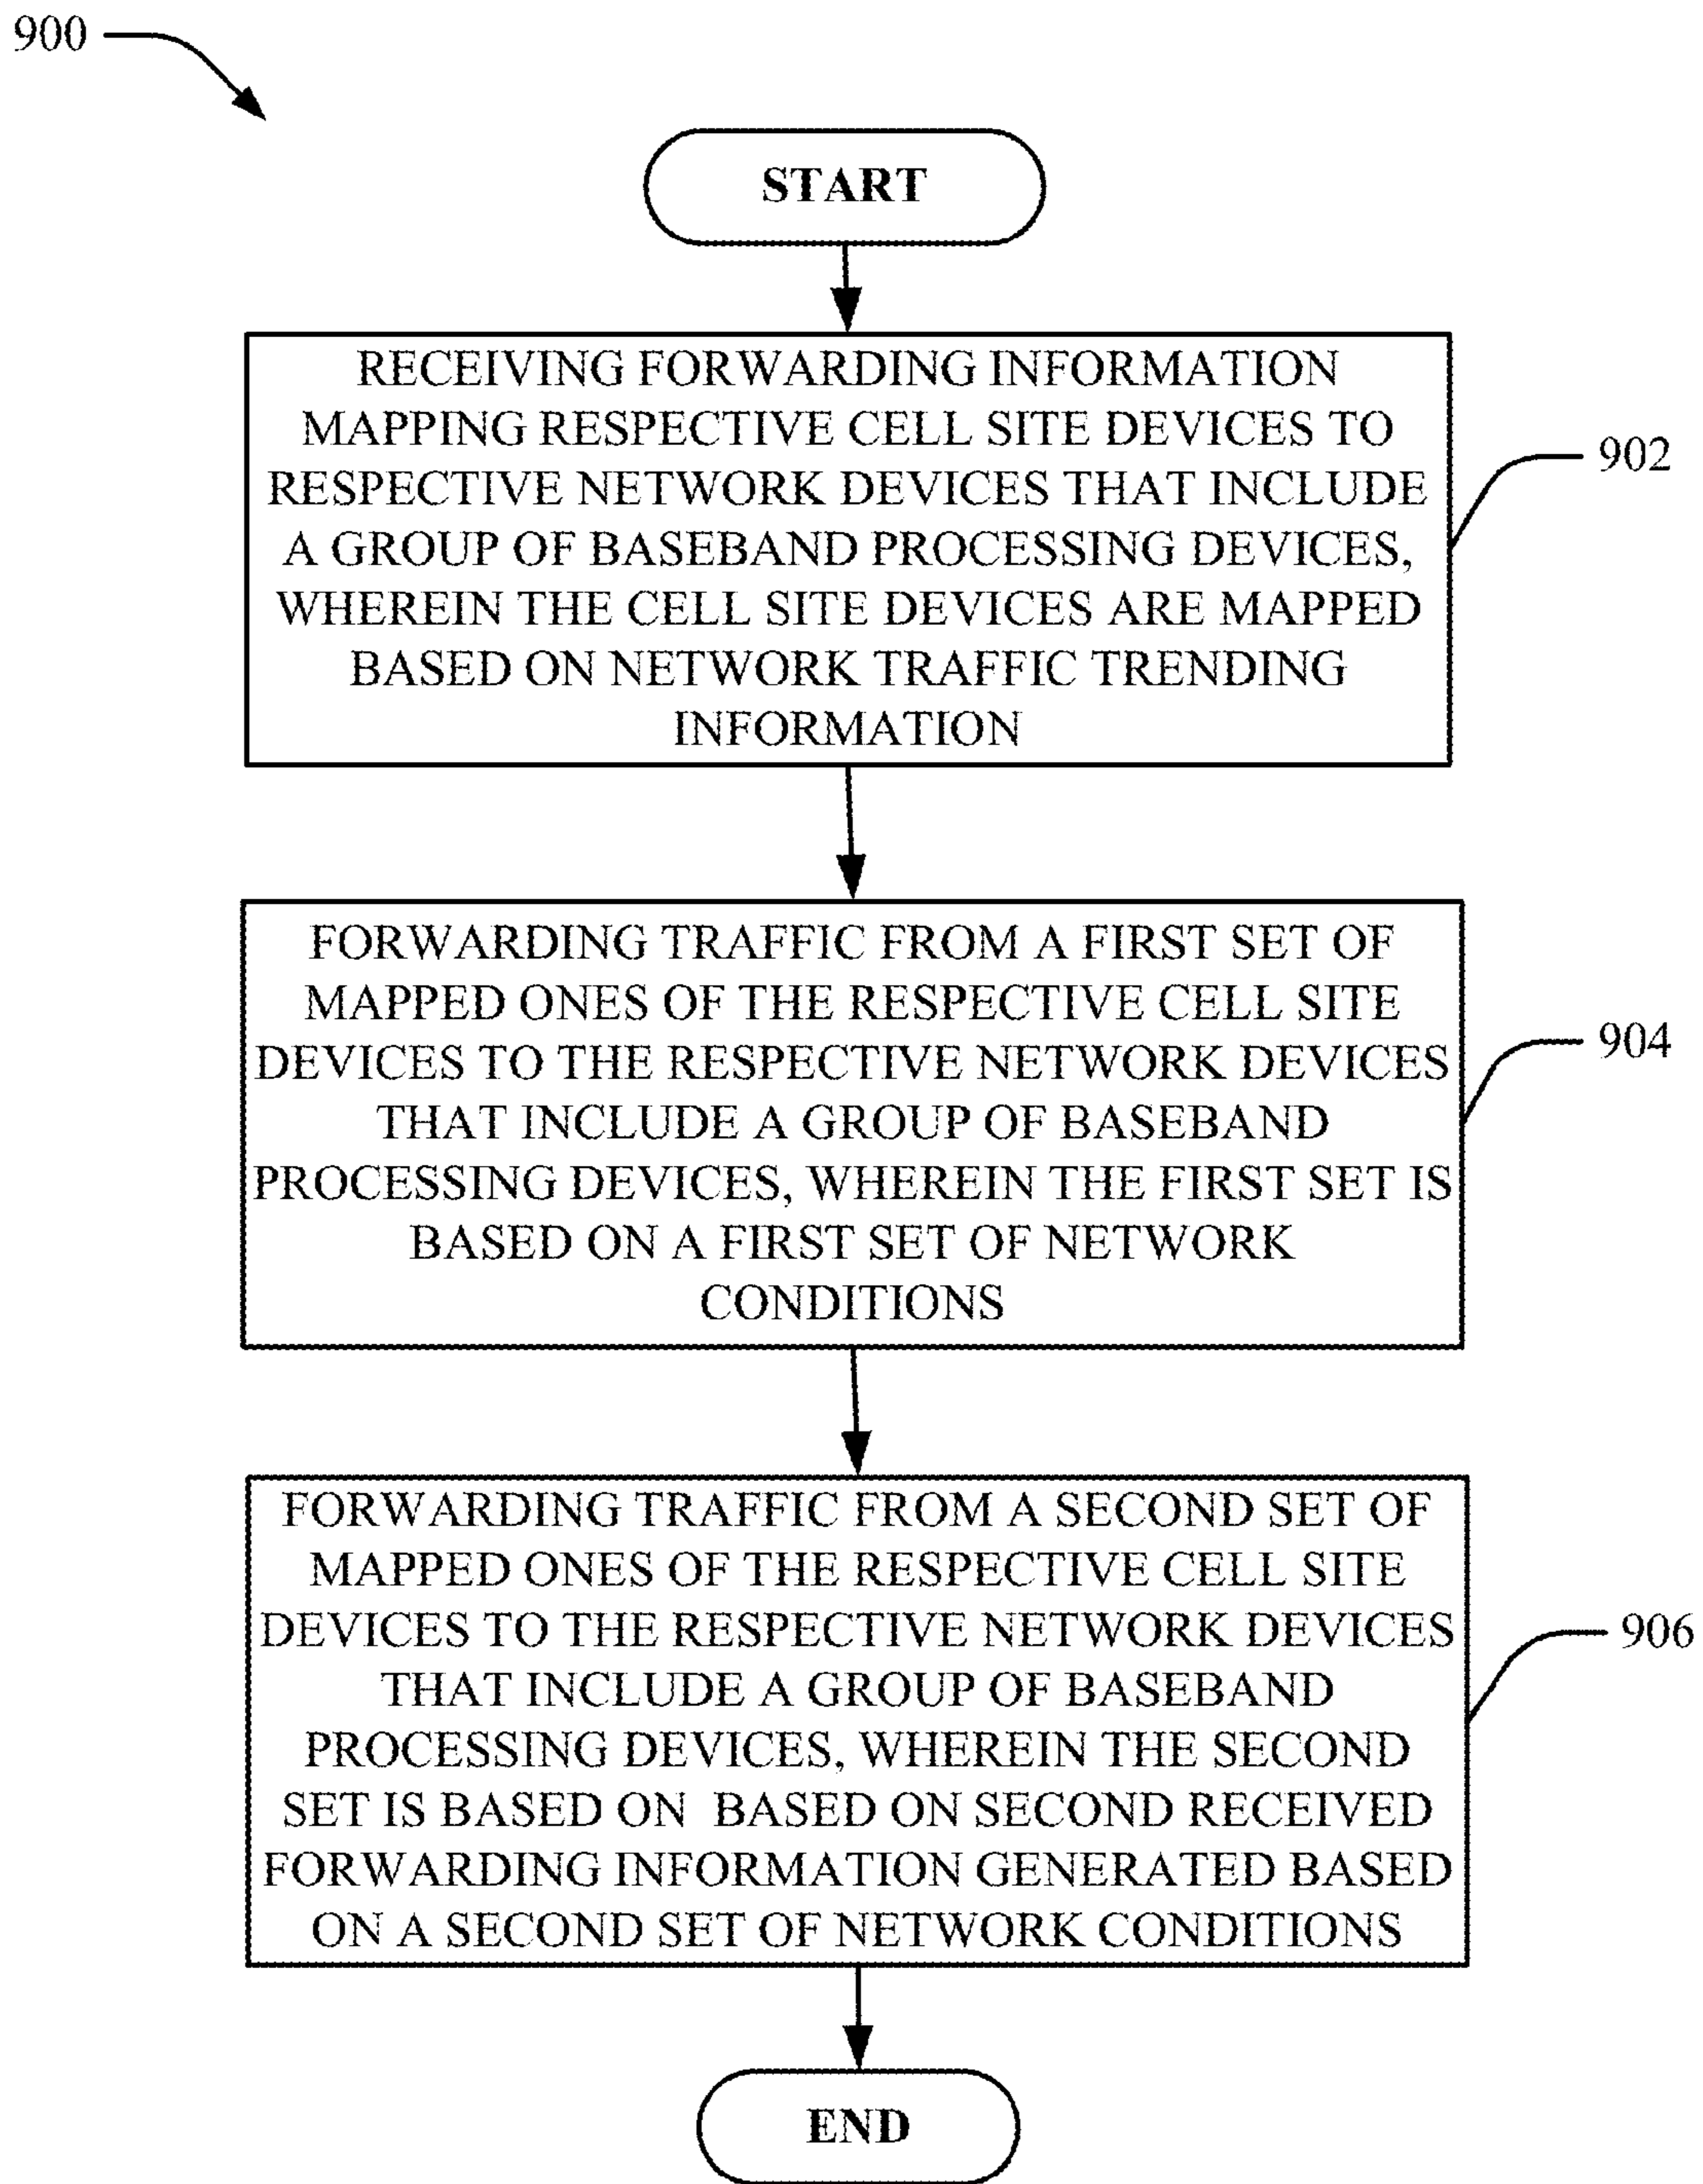 900
START
RECEIVING FORWARDING INFORMATION
MAPPING RESPECTIVE CELL SITE DEVICES TO
RESPECTIVE NETWORK DEVICES THAT INCLUDE
A GROUP OF BASEBAND PROCESSING DEVICES,
WHEREIN THE CELL SITE DEVICES ARE MAPPED
BASED ON NETWORK TRAFFIC TRENDING
INFORMATION
902
FORWARDING TRAFFIC FROM A FIRST SET OF
MAPPED ONES OF THE RESPECTIVE CELL SITE
DEVICES TO THE RESPECTIVE NETWORK DEVICES
THAT INCLUDE A GROUP OF BASEBAND
PROCESSING DEVICES, WHEREIN THE FIRST SET IS
BASED ON A FIRST SET OF NETWORK
CONDITIONS
904
FORWARDING TRAFFIC FROM A SECOND SET OF
MAPPED ONES OF THE RESPECTIVE CELL SITE
DEVICES TO THE RESPECTIVE NETWORK DEVICES
THAT INCLUDE A GROUP OF BASEBAND
PROCESSING DEVICES, WHEREIN THE SECOND
SET IS BASED ON  BASED ON SECOND RECEIVED
FORWARDING INFORMATION GENERATED BASED
ON A SECOND SET OF NETWORK CONDITIONS
906
END